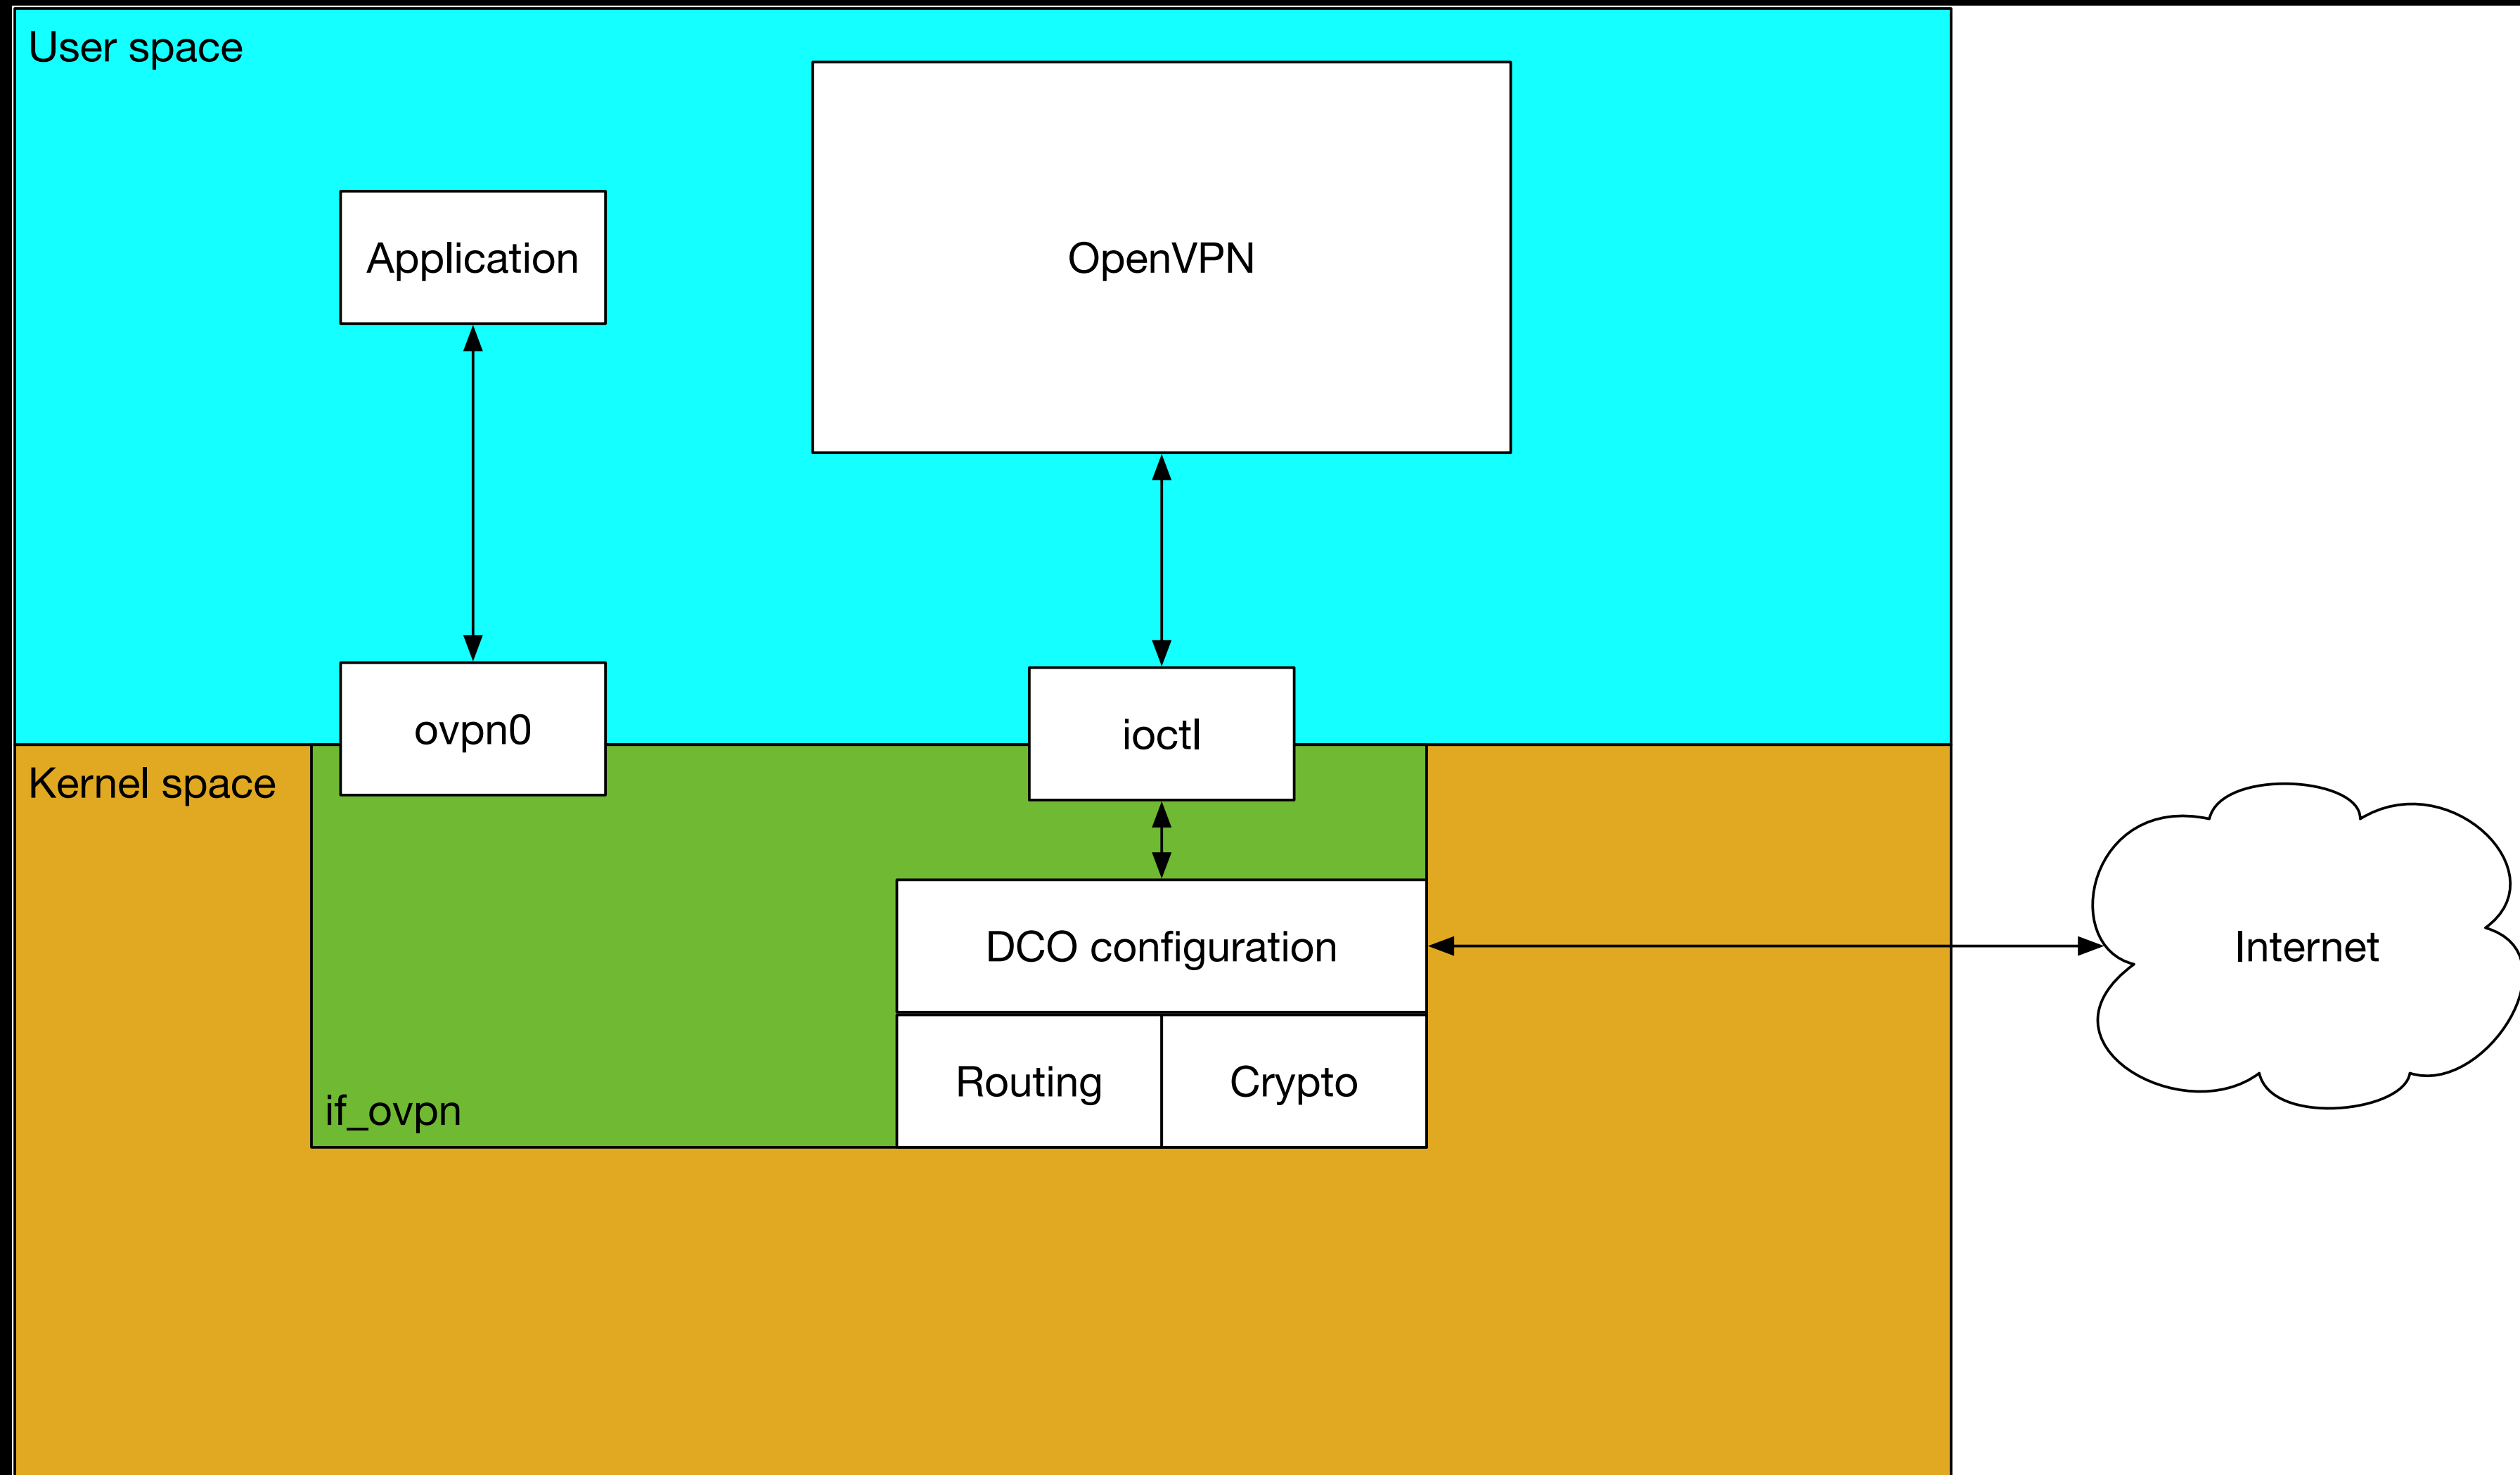 User space
Application
OpenVPN
ovpn0
ioctl
Kernel space
DCO configuration
Internet
Routing
Crypto
if_ovpn